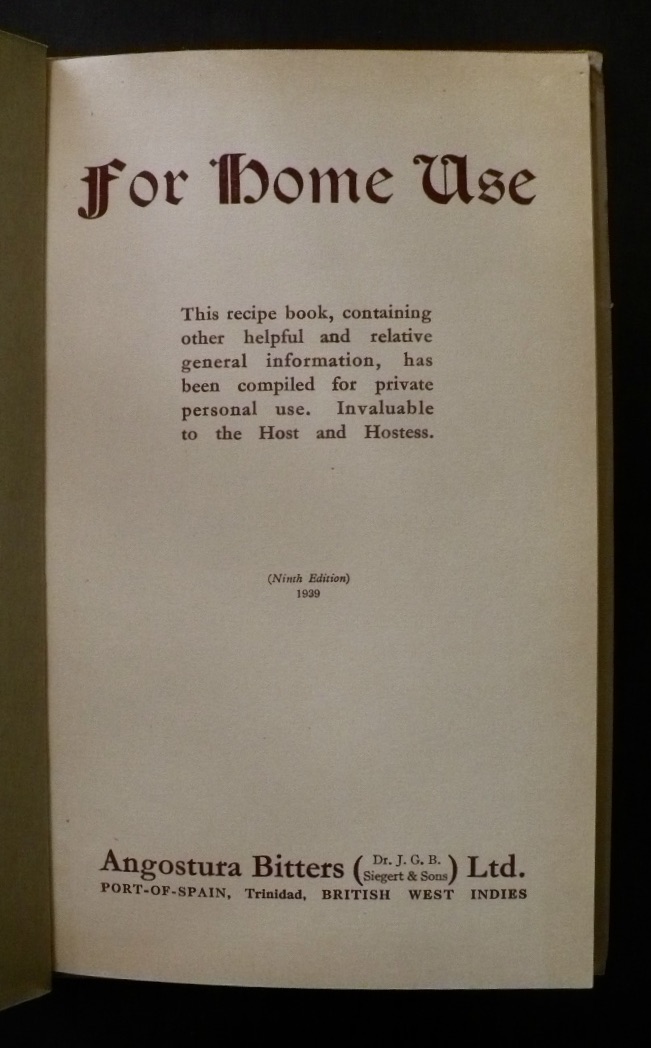 For Home Use
This recipe book, containing
other helpful and relative
general information, has
been compiled for private
personal use. Invaluable
to the Host and Hostess.
(Ninth Edition)
1939
Angostura Bitters (Dr. J. G. B. Siegert & Sons) Ltd.
PORT-OF-SPAIN, Trinidad, BRITISH WEST INDIES